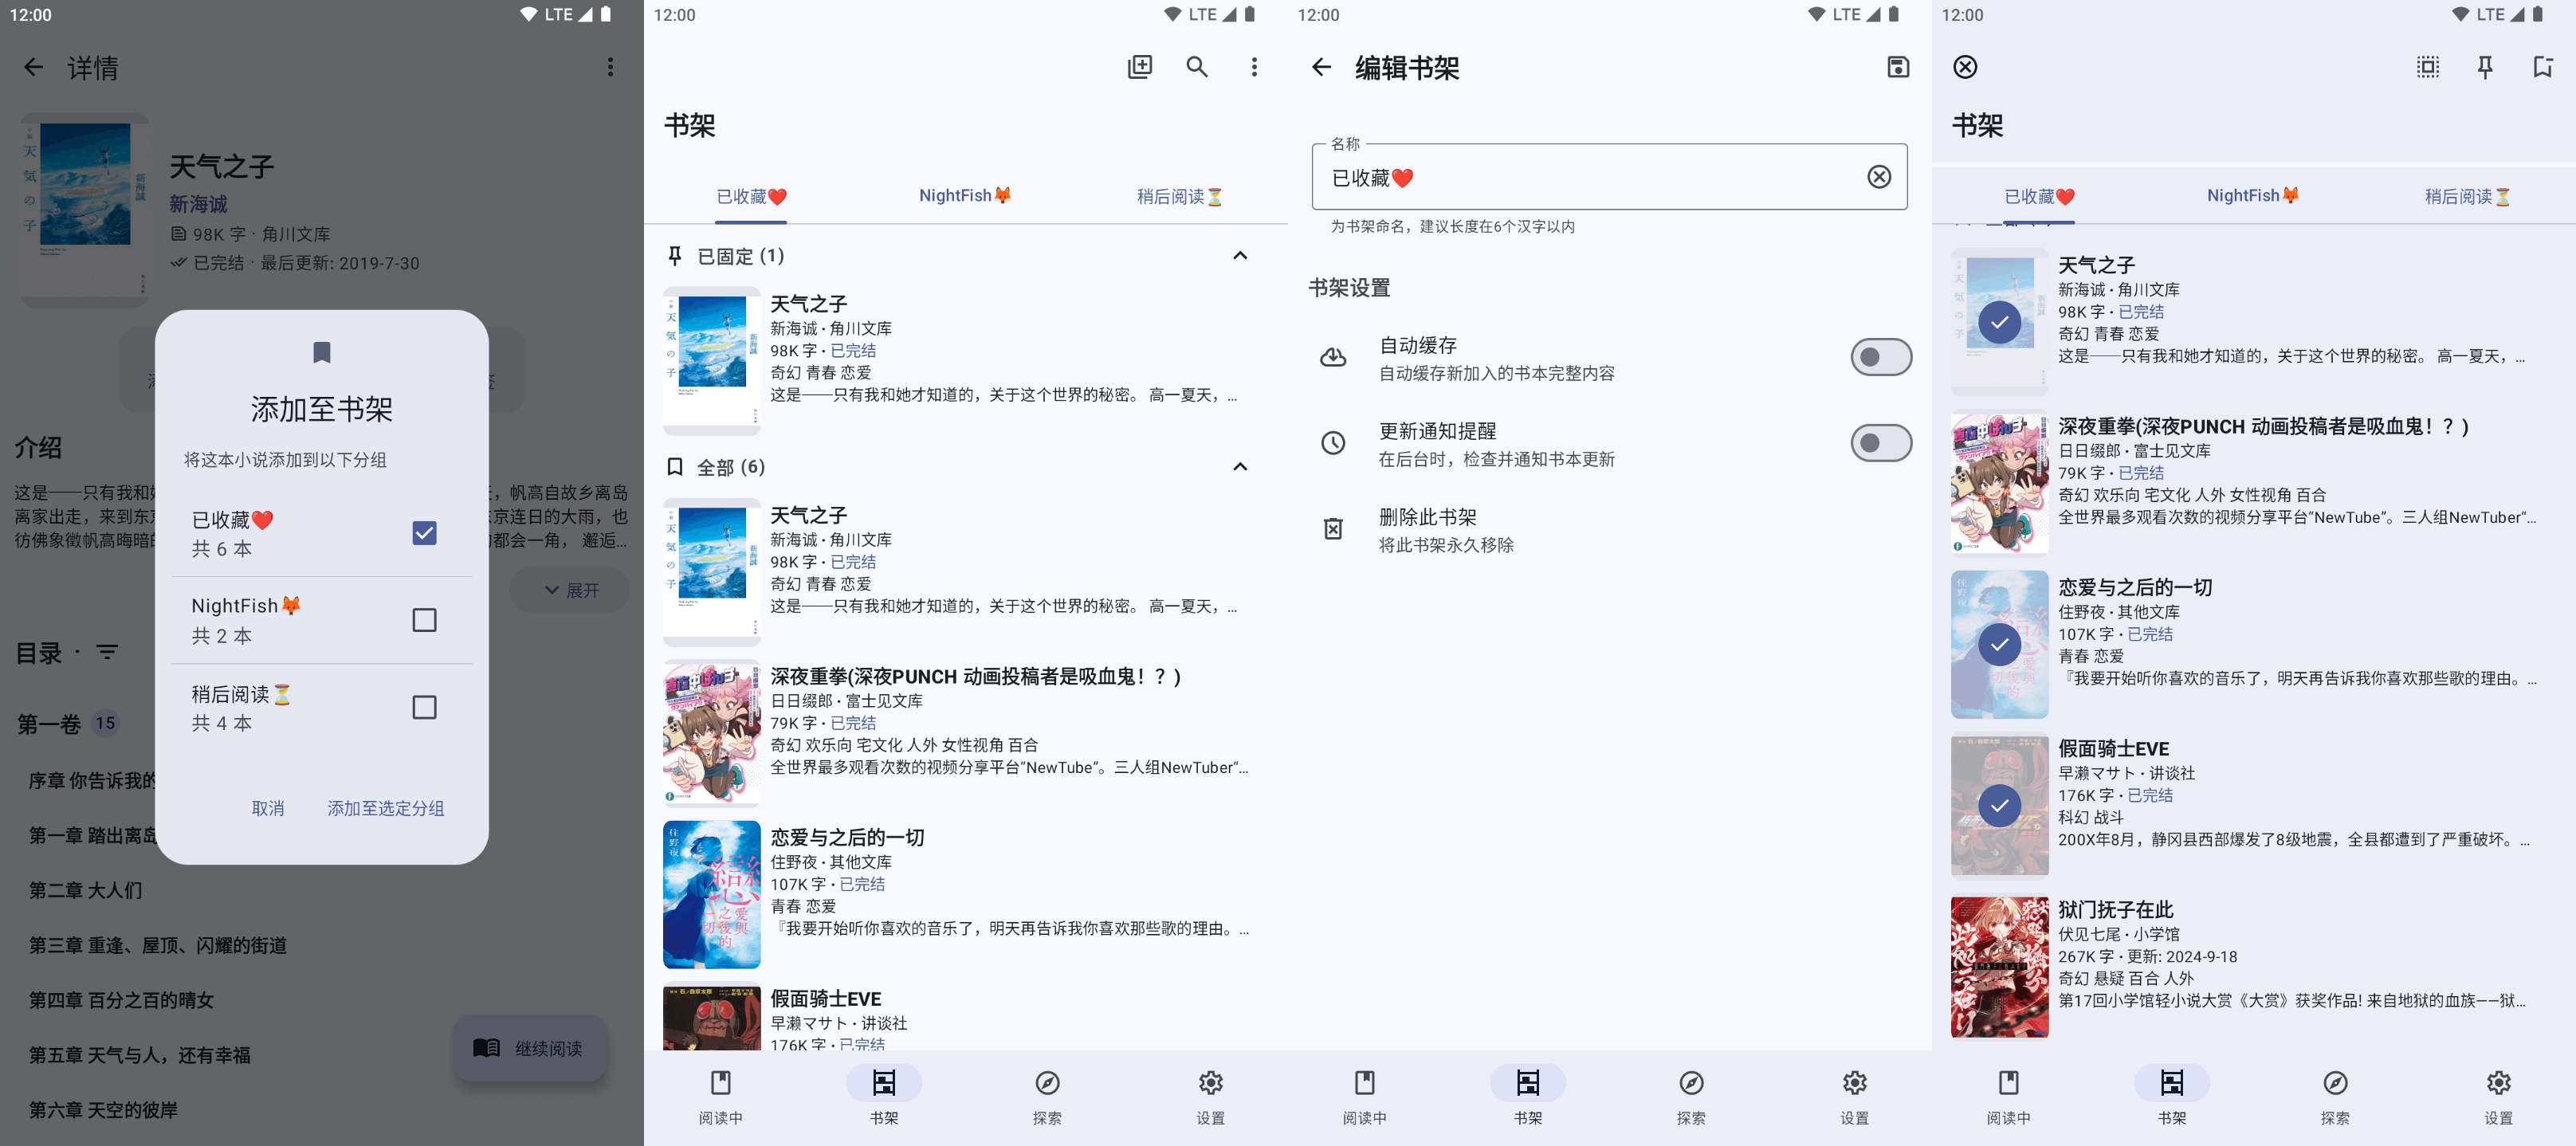 12:00
LTE
详情
天气之子
新海诚
98K 字 · 角川文库
已完结 · 最后更新: 2019-7-30
介绍
这是——只有我和
，帆高自故乡离岛
离家出走，来到东
京连日的大雨，也
彷佛象徵帆高晦暗
都会一角， 邂逅...
展开
目录 ·
第一卷 15
序章 你告诉我的
第一章 踏出离岛
第二章 大人们
第三章 重逢、屋顶、闪耀的街道
第四章 百分之百的晴女
第五章 天气与人，还有幸福
第六章 天空的彼岸
继续阅读
添加至书架
将这本小说添加到以下分组
已收藏❤️
共 6 本
NightFish🦊
共 2 本
稍后阅读⏳
共 4 本
取消
添加至选定分组
12:00
LTE
书架
已收藏❤️
NightFish🦊
稍后阅读⏳
已固定 (1)
天気の子
新海誠
天气之子
新海诚 · 角川文库
98K 字 · 已完结
奇幻 青春 恋爱
这是——只有我和她才知道的，关于这个世界的秘密。 高一夏天，...
全部 (6)
天気の子
新海誠
天气之子
新海诚 · 角川文库
98K 字 · 已完结
奇幻 青春 恋爱
这是——只有我和她才知道的，关于这个世界的秘密。 高一夏天，...
深夜重拳(深夜PUNCH 动画投稿者是吸血鬼！？)
日日缀郎 · 富士见文库
79K 字 · 已完结
奇幻 欢乐向 宅文化 人外 女性视角 百合
全世界最多观看次数的视频分享平台“NewTube”。三人组NewTuber“...
恋爱与之后的一切
住野夜 · 其他文库
107K 字 · 已完结
青春 恋爱
『我要开始听你喜欢的音乐了，明天再告诉我你喜欢那些歌的理由。...
假面骑士EVE
早濑マサト · 讲谈社
176K 字 · 已完结
阅读中
书架
探索
设置
12:00
LTE
编辑书架
名称
已收藏❤️
为书架命名，建议长度在6个汉字以内
书架设置
自动缓存
自动缓存新加入的书本完整内容
更新通知提醒
在后台时，检查并通知书本更新
删除此书架
将此书架永久移除
阅读中
书架
探索
设置
12:00
LTE
书架
已收藏❤️
NightFish🦊
稍后阅读⏳
天气之子
新海诚 · 角川文库
98K 字 · 已完结
奇幻 青春 恋爱
这是——只有我和她才知道的，关于这个世界的秘密。 高一夏天，...
深夜重拳(深夜PUNCH 动画投稿者是吸血鬼！？)
日日缀郎 · 富士见文库
79K 字 · 已完结
奇幻 欢乐向 宅文化 人外 女性视角 百合
全世界最多观看次数的视频分享平台“NewTube”。三人组NewTuber“...
恋爱与之后的一切
住野夜 · 其他文库
107K 字 · 已完结
青春 恋爱
『我要开始听你喜欢的音乐了，明天再告诉我你喜欢那些歌的理由。...
假面骑士EVE
早濑マサト · 讲谈社
176K 字 · 已完结
科幻 战斗
200X年8月，静冈县西部爆发了8级地震，全县都遭到了严重破坏。...
狱门抚子在此
伏见七尾 · 小学馆
267K 字 · 更新: 2024-9-18
奇幻 悬疑 百合 人外
第17回小学馆轻小说大赏《大赏》获奖作品! 来自地狱的血族——狱...
阅读中
书架
探索
设置